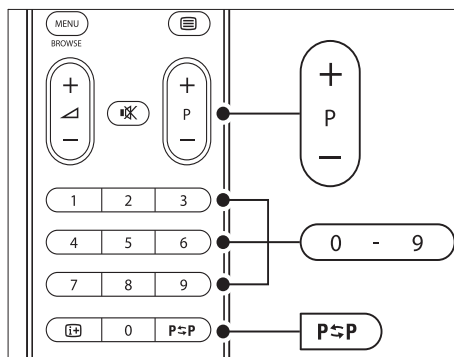 MENU
BROWSE
+ +
+
P P
− −
−
1 2 3
4 5 6
0 - 9
7 8 9
i+ 0 P⇆P
P⇆P